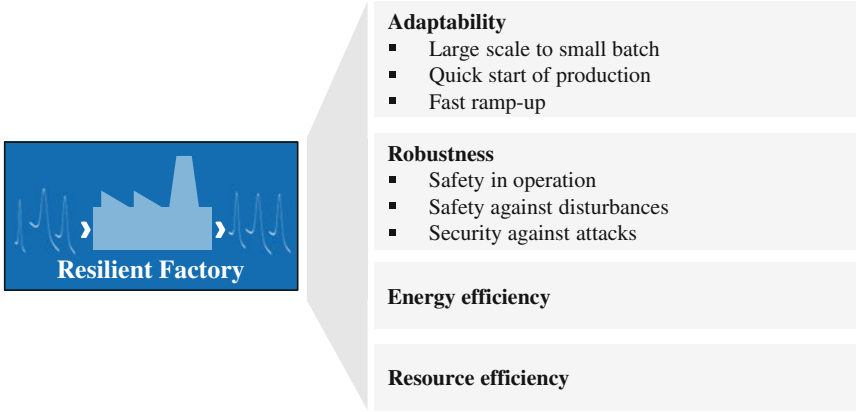 Adaptability
▪ Large scale to small batch
▪ Quick start of production
▪ Fast ramp-up
Robustness
▪ Safety in operation
▪ Safety against disturbances
▪ Security against attacks
Resilient Factory
Energy efficiency
Resource efficiency